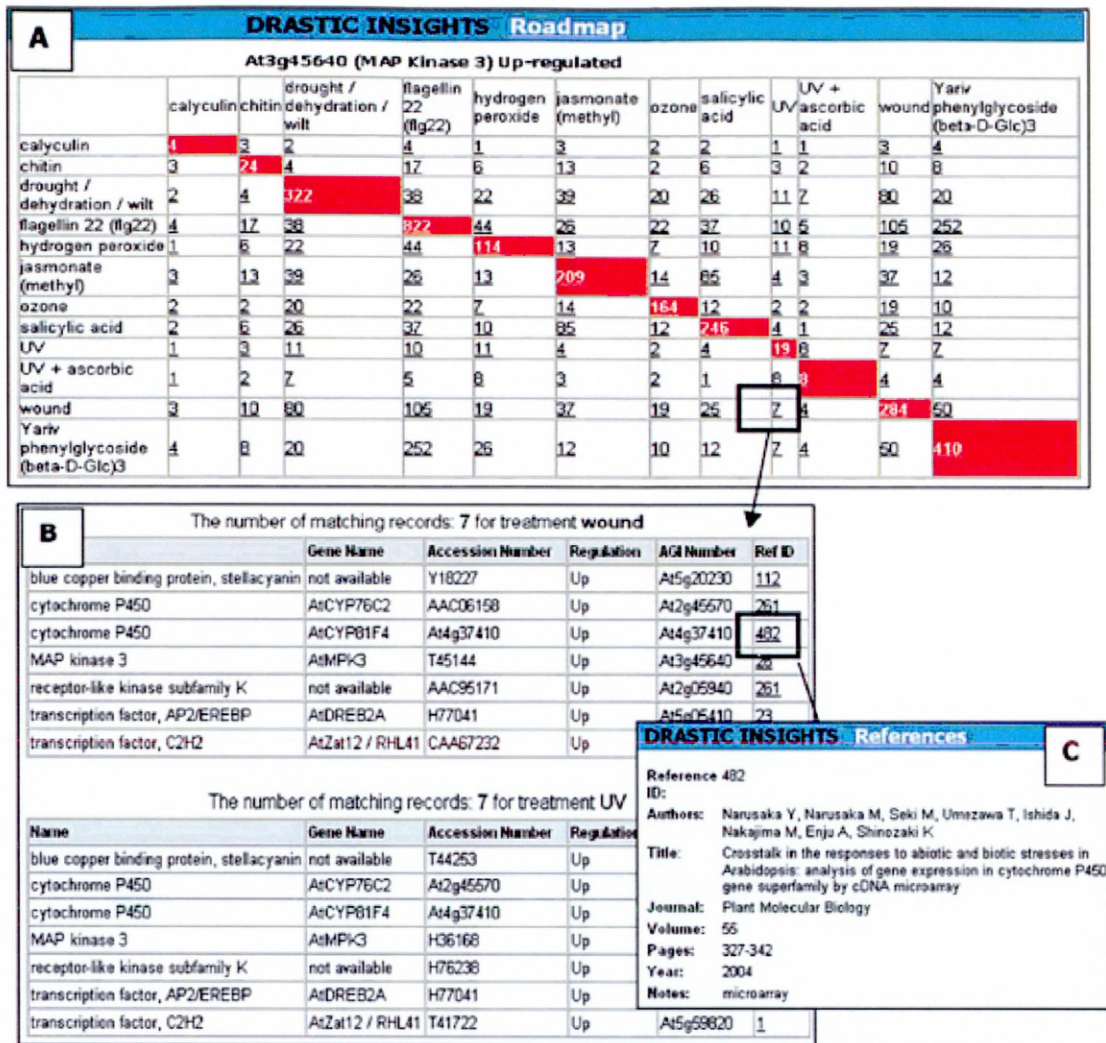 A
DRASTIC INSIGHTS Roadmap
At3g45640 (MAP Kinase 3) Up-regulated
calyculin chitin drought / dehydration / wilt flagellin 22 (flg22) hydrogen peroxide jasmonate (methyl) ozone salicylic acid UV UV + ascorbic acid wound Yariv phenylglycoside (beta-D-Glc)3
calyculin 4 3 2 4 1 3 2 2 1 1 3 4
chitin 3 24 4 17 6 13 2 6 3 2 10 8
drought / dehydration / wilt 2 4 322 38 22 39 20 26 11 7 80 20
flagellin 22 (flg22) 4 17 38 822 44 26 22 37 10 5 105 252
hydrogen peroxide 1 6 22 44 114 13 7 10 11 8 19 26
jasmonate (methyl) 3 13 39 26 13 209 14 85 4 3 37 12
ozone 2 2 20 22 7 14 164 12 2 2 19 10
salicylic acid 2 6 26 37 10 85 12 246 4 1 25 12
UV 1 3 11 10 11 4 2 4 19 8 7 7
UV + ascorbic acid 1 2 7 5 8 3 2 1 8 8 4 4
wound 3 10 80 105 19 37 19 25 7 4 284 50
Yariv phenylglycoside (beta-D-Glc)3 4 8 20 252 26 12 10 12 7 4 50 410
B
The number of matching records: 7 for treatment wound
Gene Name Accession Number Regulation AGI Number Ref ID
blue copper binding protein, stellacyanin not available Y18227 Up At5g20230 112
cytochrome P450 AtCYP76C2 AAC06158 Up At2g45570 261
cytochrome P450 AtCYP81F4 At4g37410 Up At4g37410 482
MAP kinase 3 AtMPK3 T45144 Up At3g45640 28
receptor-like kinase subfamily K not available AAC95171 Up At2g05940 261
transcription factor, AP2/EREBP AtDREB2A H77041 Up At5g05410 23
transcription factor, C2H2 AtZat12 / RHL41 CAA67232 Up
The number of matching records: 7 for treatment UV
Name Gene Name Accession Number Regulation
blue copper binding protein, stellacyanin not available T44253 Up
cytochrome P450 AtCYP76C2 At2g45570 Up
cytochrome P450 AtCYP81F4 At4g37410 Up
MAP kinase 3 AtMPK3 H36168 Up
receptor-like kinase subfamily K not available H76238 Up
transcription factor, AP2/EREBP AtDREB2A H77041 Up
transcription factor, C2H2 AtZat12 / RHL41 T41722 Up At5g59820 1
DRASTIC INSIGHTS References
C
Reference ID: 482
Authors: Narusaka Y, Narusaka M, Seki M, Umezawa T, Ishida J,
Nakajima M, Enju A, Shinozaki K
Title: Crosstalk in the responses to abiotic and biotic stresses in
Arabidopsis: analysis of gene expression in cytochrome P450
gene superfamily by cDNA microarray
Journal: Plant Molecular Biology
Volume: 55
Pages: 327-342
Year: 2004
Notes: microarray